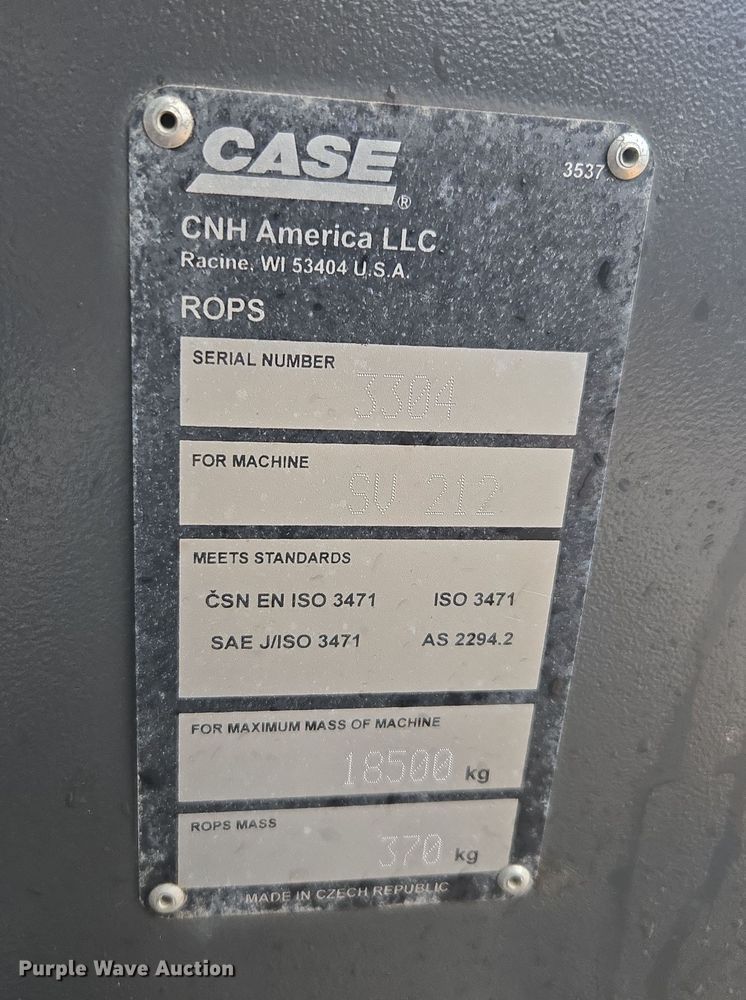 CASE
®
3537
CNH America LLC
Racine, WI 53404 U.S.A.
ROPS
SERIAL NUMBER
3304
FOR MACHINE
SV 212
MEETS STANDARDS
ČSN EN ISO 3471 ISO 3471
SAE J/ISO 3471 AS 2294.2
FOR MAXIMUM MASS OF MACHINE
18500 kg
ROPS MASS
370 kg
MADE IN CZECH REPUBLIC
Purple Wave Auction